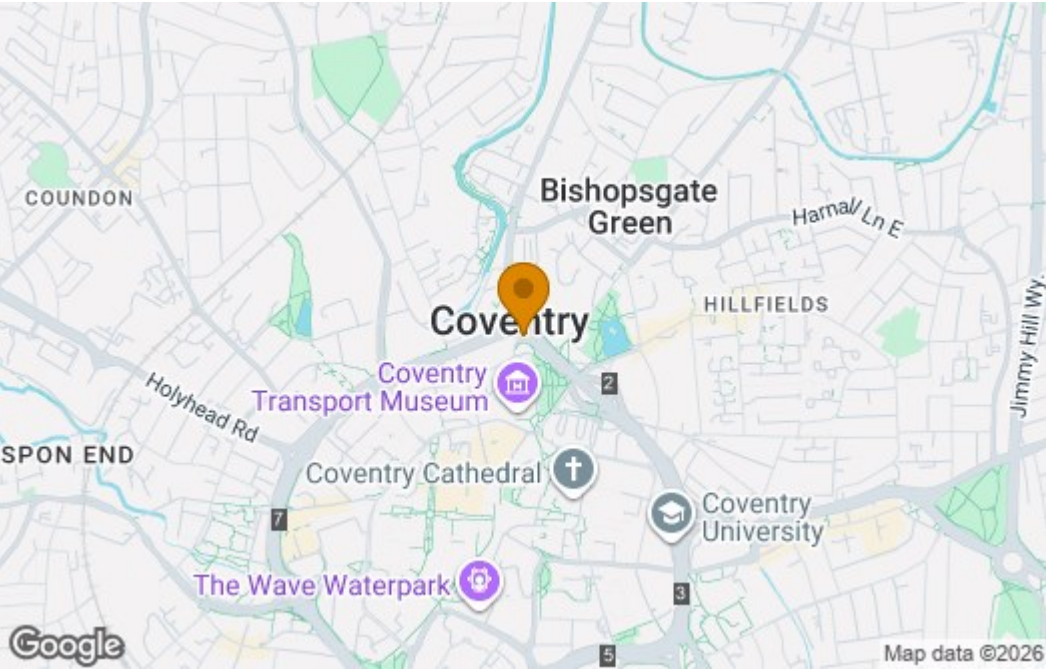 Bishopsgate
Green
COUNDON
Harnall Ln E
HILLFIELDS
Jimmy Hill Wy.
Coventry
Coventry
Transport Museum
2
Holyhead Rd
SPON END
Coventry Cathedral
Coventry
University
7
The Wave Waterpark
3
5
Google
Map data ©2026